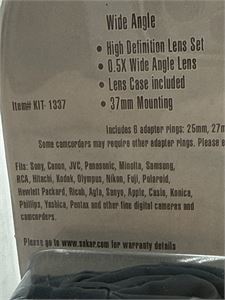 Wide Angle
• High Definition Lens Set
• 0.5X Wide Angle Lens
• Lens Case included
Item# KIT- 1337
• 37mm Mounting
Includes 6 adapter rings: 25mm, 27m
Some camcorders may require other adapter rings. Please e
Fits: Sony, Canon, JVC, Panasonic, Minolta, Samsung,
RCA, Hitachi, Kodak, Olympus, Nikon, Fuji, Polaroid,
Hewlett Packard, Ricoh, Agfa, Sanyo, Apple, Casio, Konica,
Phillips, Yashica, Pentax and other fine digital cameras and
camcorders.
Please go to www.sakar.com for warranty details